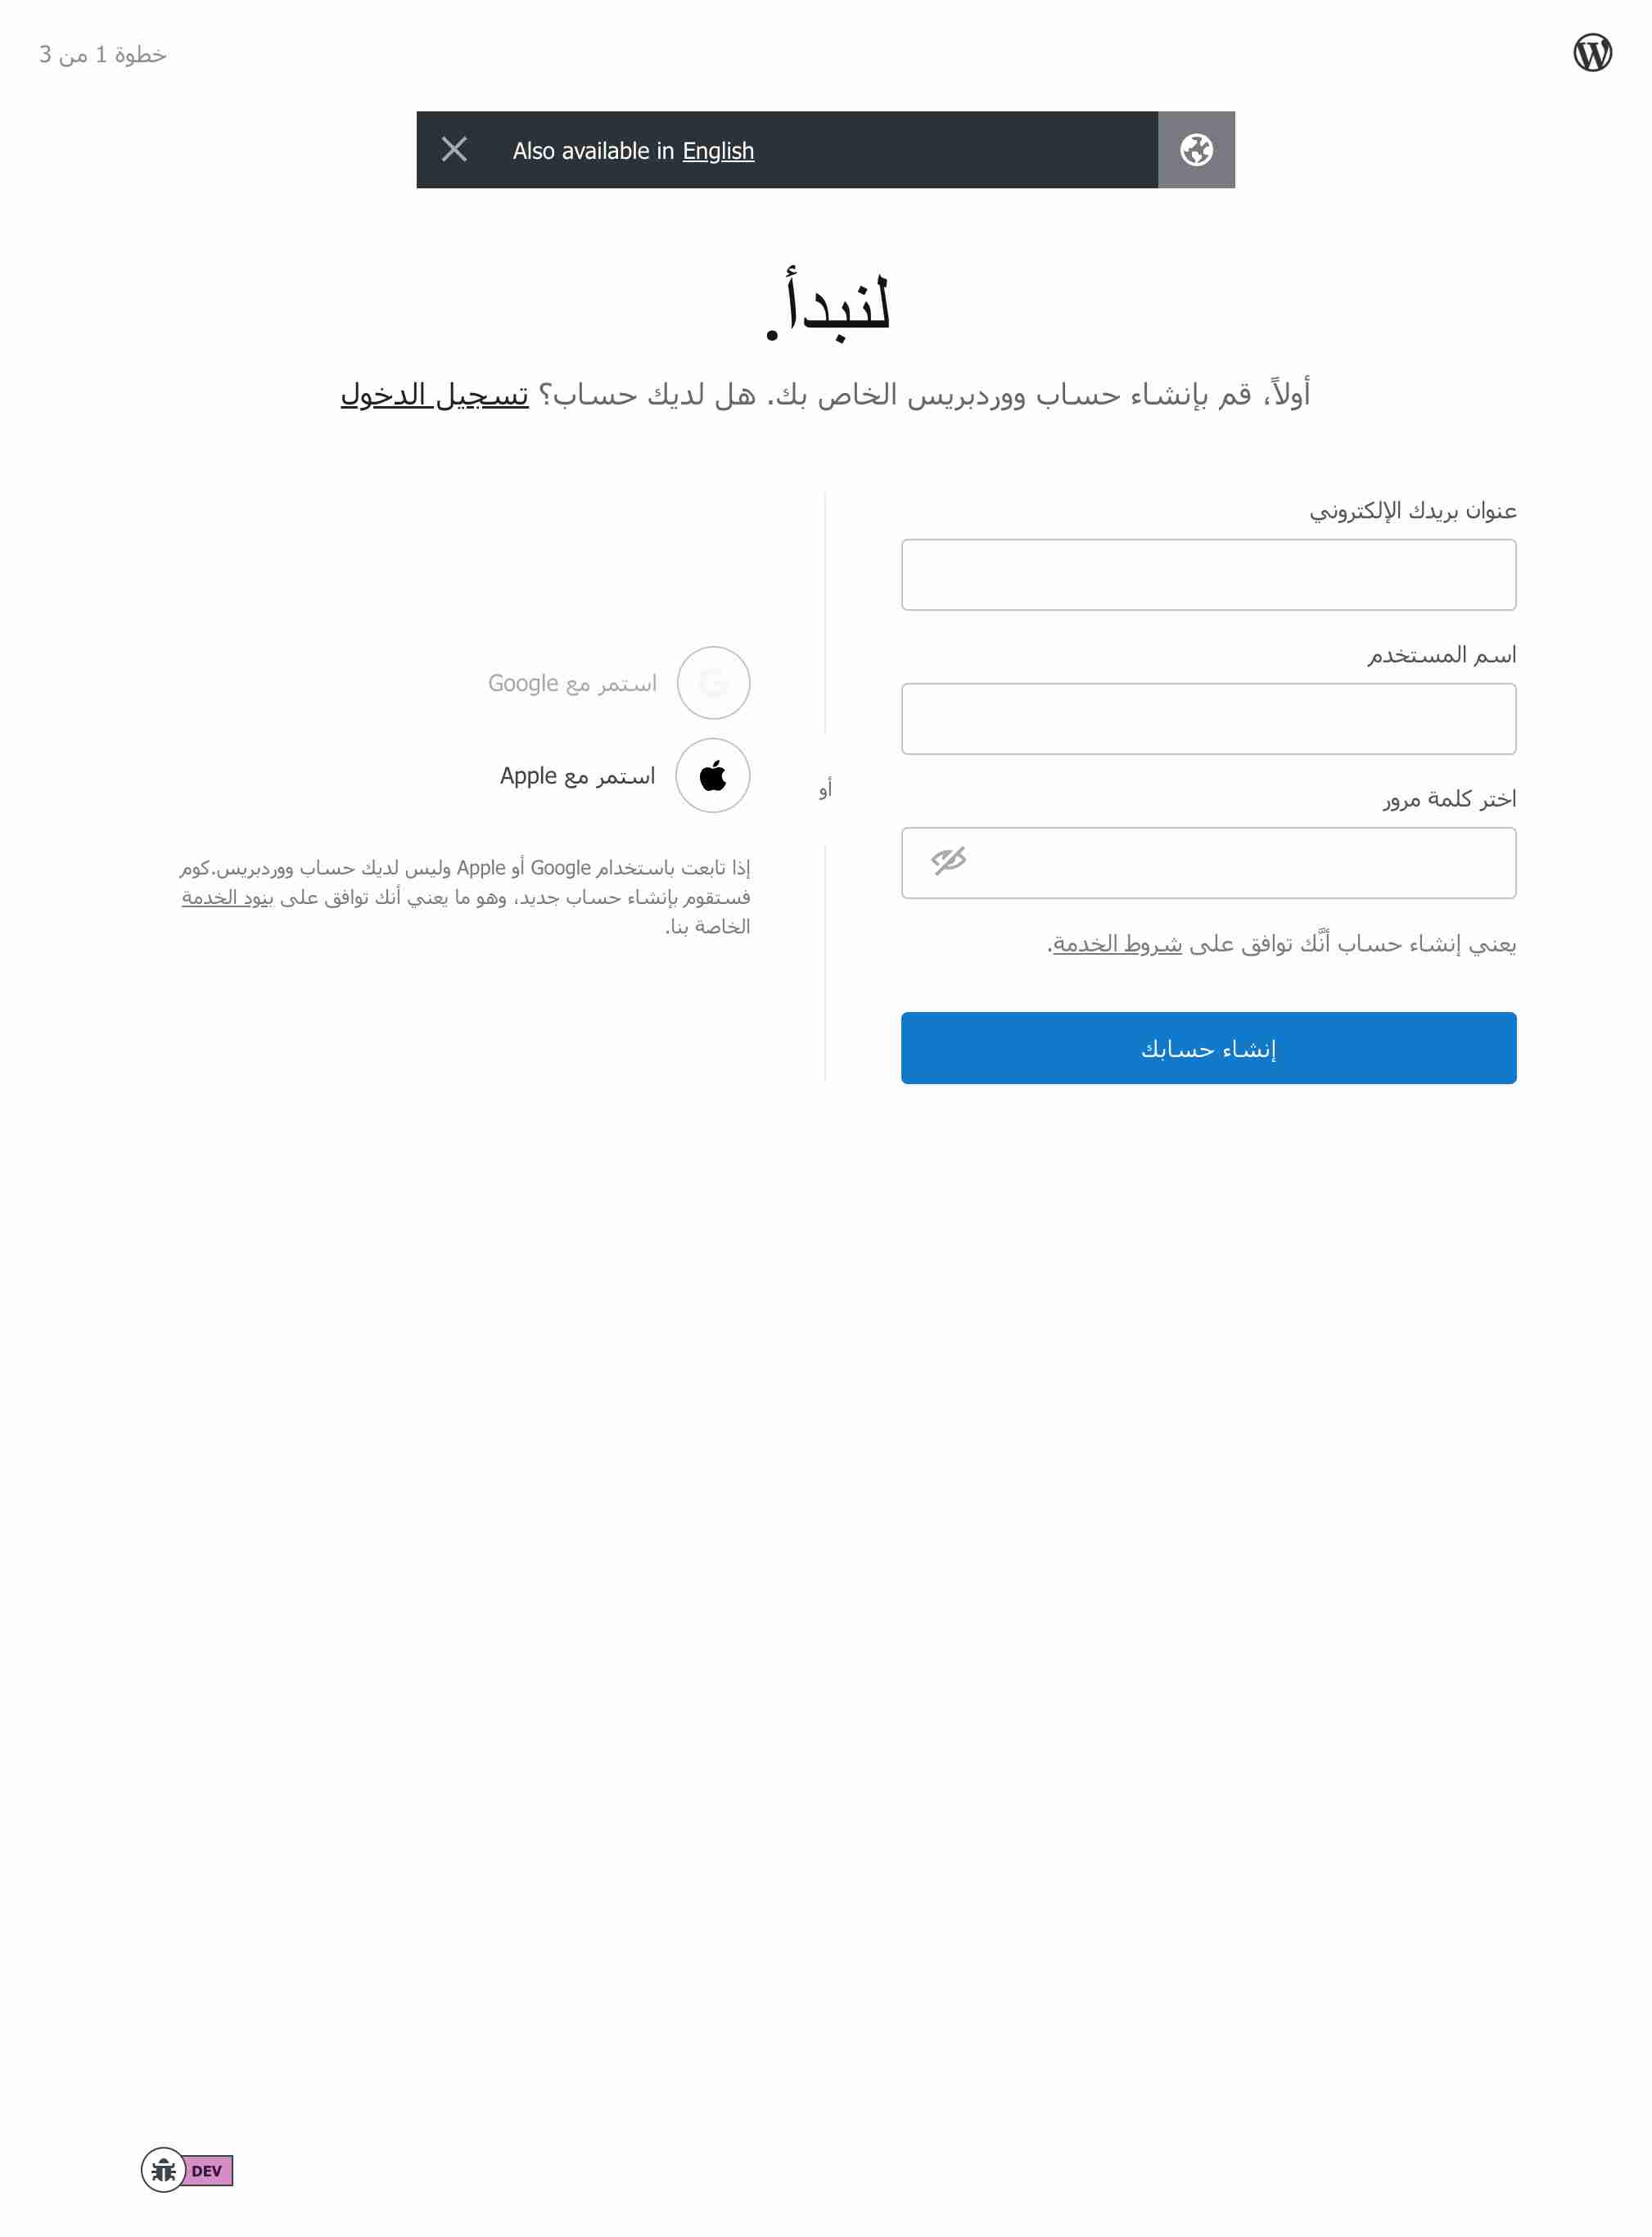 خطوة 1 من 3
Also available in English
لنبدأ.
أولاً، قم بإنشاء حساب ووردبريس الخاص بك. هل لديك حساب؟ تسجيل الدخول
عنوان بريدك الإلكتروني
اسم المستخدم
اختر كلمة مرور
يعني إنشاء حساب أنَّك توافق على شروط الخدمة.
إنشاء حسابك
أو
استمر مع Google
استمر مع Apple
إذا تابعت باستخدام Google أو Apple وليس لديك حساب ووردبريس.كوم
فستقوم بإنشاء حساب جديد، وهو ما يعني أنك توافق على بنود الخدمة
الخاصة بنا.
DEV